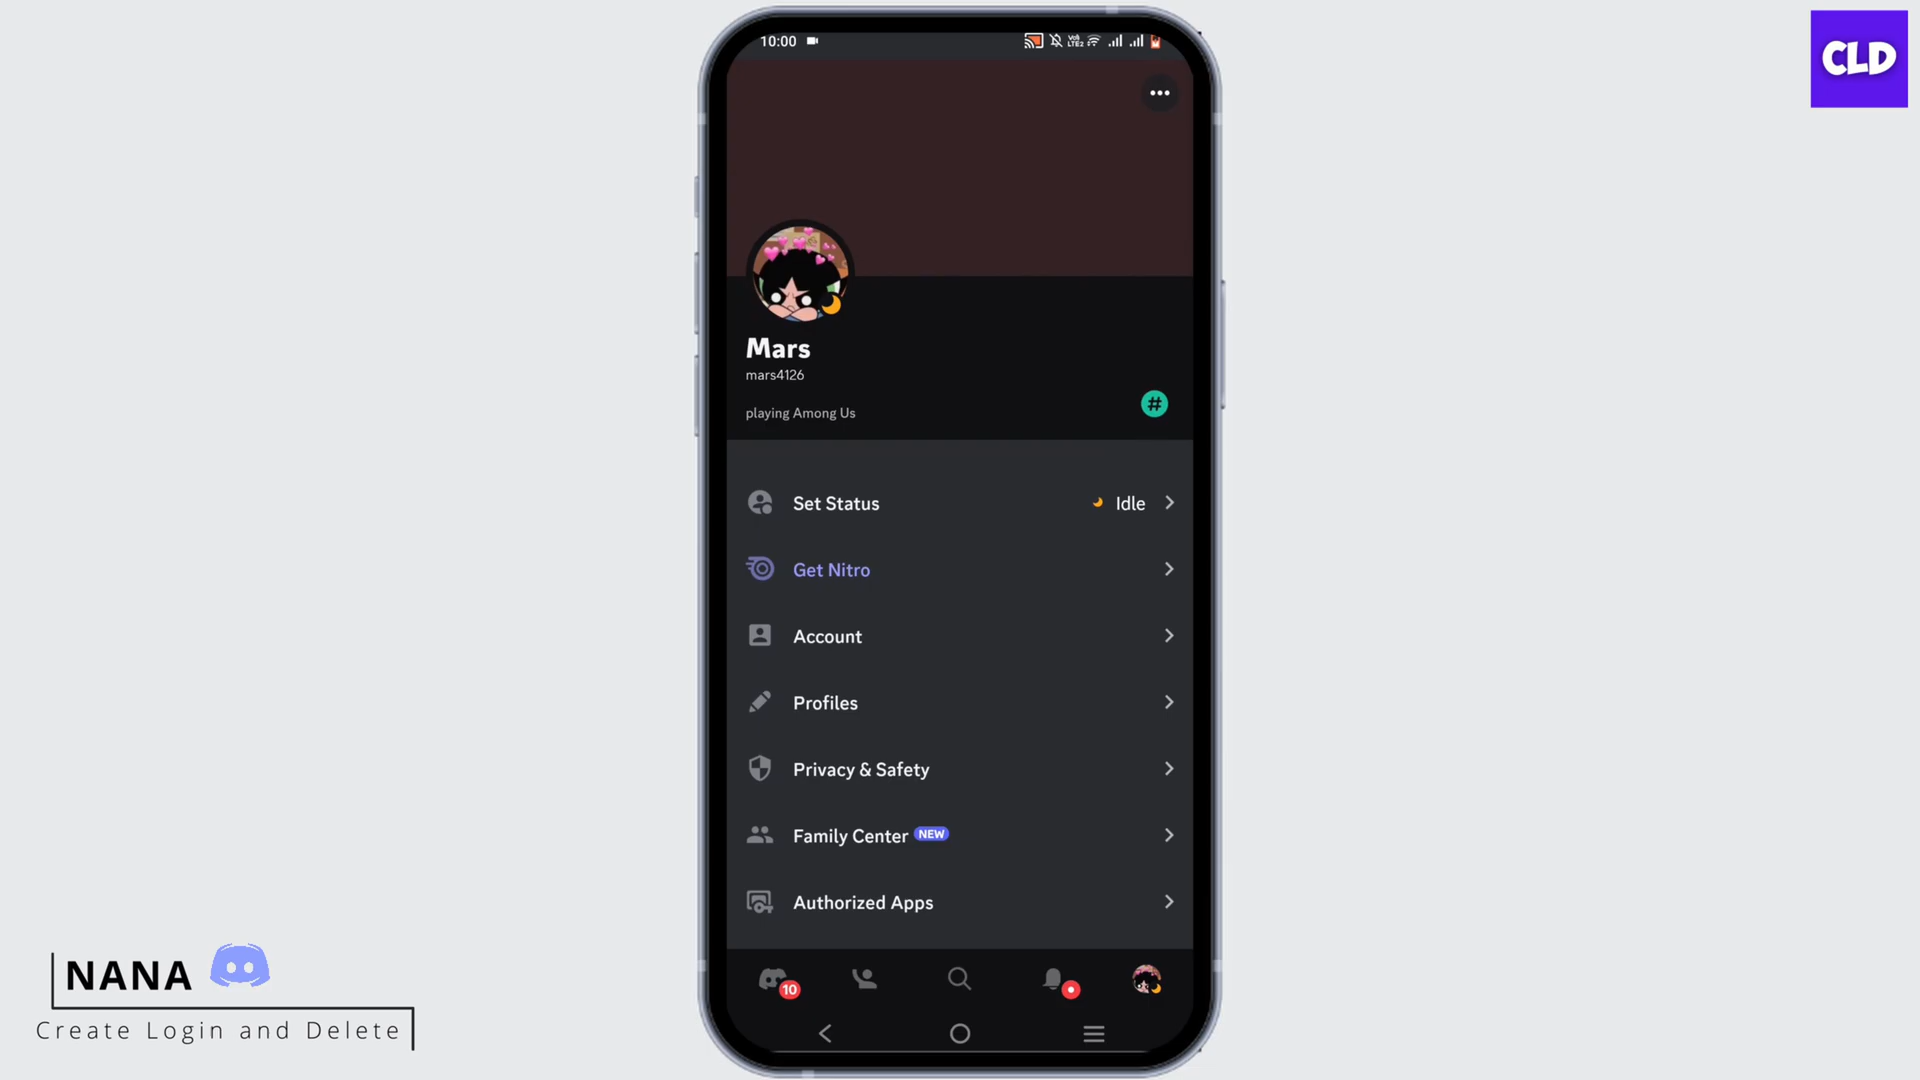 10:00
CLD
Mars
mars4126
playing Among Us
#
Set Status
Idle
Get Nitro
Account
Profiles
Privacy & Safety
Family Center NEW
Authorized Apps
10
NANA
Create Login and Delete